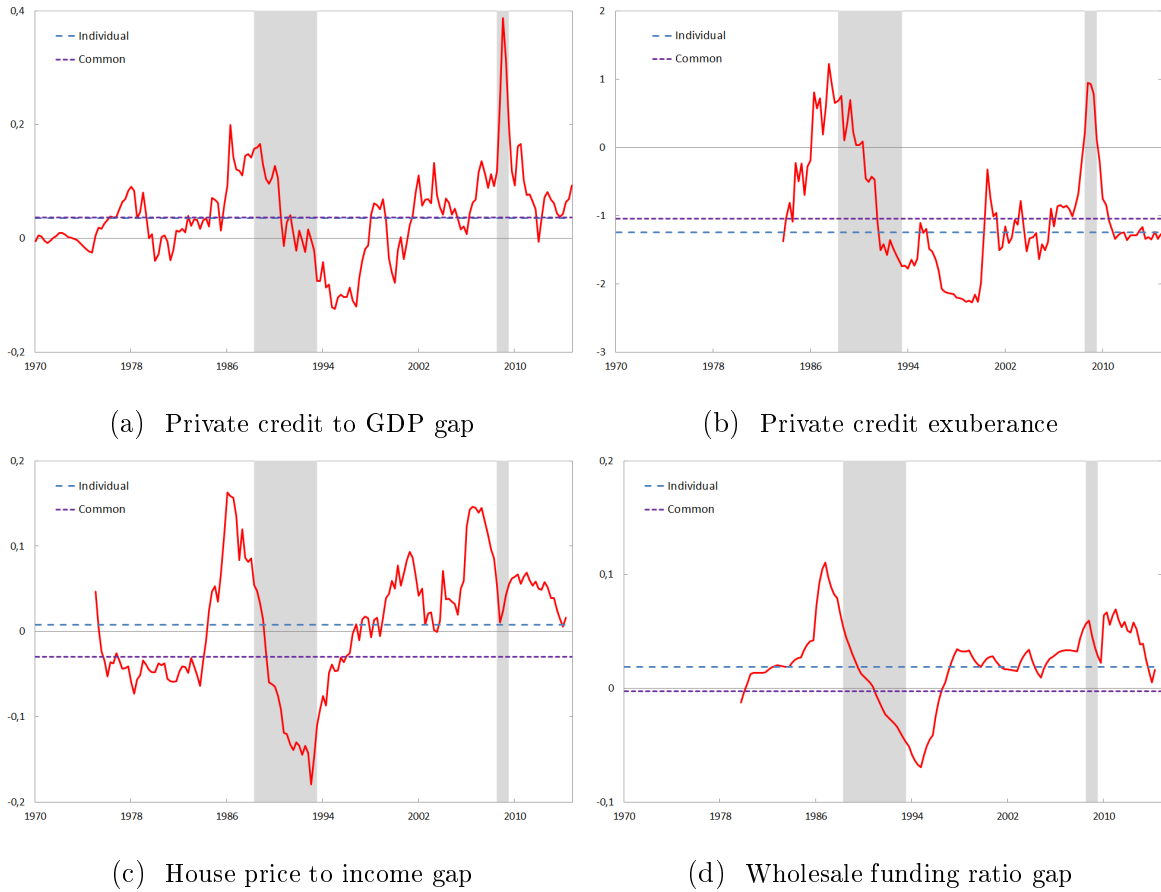 0,4
Individual
Common
0,2
0
-0,2
1970 1978 1986 1994 2002 2010
(a) Private credit to GDP gap
2
Individual
Common
1
0
-1
-2
-3
1970 1978 1986 1994 2002 2010
(b) Private credit exuberance
0,2
Individual
Common
0,1
0
-0,1
-0,2
1970 1978 1986 1994 2002 2010
(c) House price to income gap
0,2
Individual
Common
0,1
0
-0,1
1970 1978 1986 1994 2002 2010
(d) Wholesale funding ratio gap